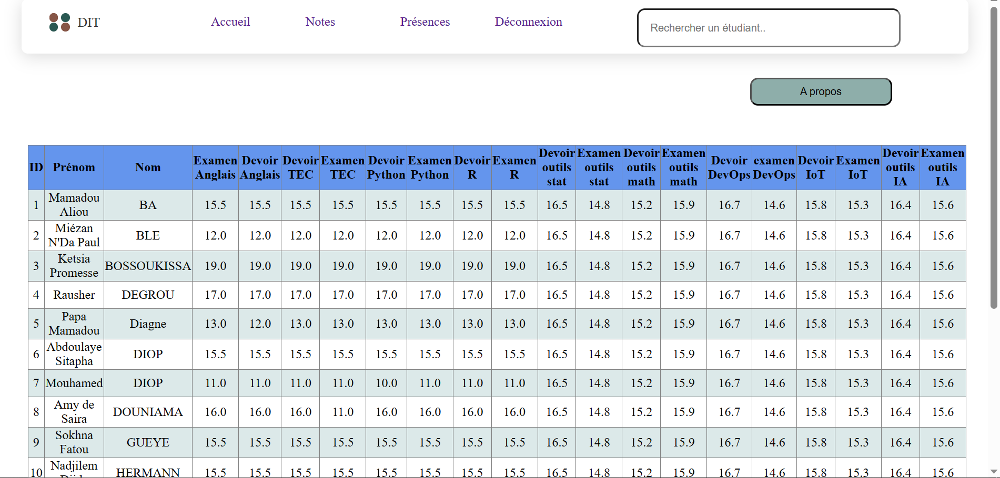 DIT Accueil Notes Présences Déconnexion Rechercher un étudiant..
A propos
ID Prénom Nom Examen Anglais Devoir Anglais Devoir TEC Examen TEC Devoir Python Examen Python Devoir R Examen R Devoir outils stat Examen outils stat Devoir outils math Examen outils math Devoir DevOps examen DevOps Devoir IoT Examen IoT Devoir outils IA Examen outils IA
1 Mamadou Aliou BA 15.5 15.5 15.5 15.5 15.5 15.5 15.5 15.5 16.5 14.8 15.2 15.9 16.7 14.6 15.8 15.3 16.4 15.6
2 Miézan N'Da Paul BLE 12.0 12.0 12.0 12.0 12.0 12.0 12.0 12.0 16.5 14.8 15.2 15.9 16.7 14.6 15.8 15.3 16.4 15.6
3 Ketsia Promesse BOSSOUKISSA 19.0 19.0 19.0 19.0 19.0 19.0 19.0 19.0 16.5 14.8 15.2 15.9 16.7 14.6 15.8 15.3 16.4 15.6
4 Rausher DEGROU 17.0 17.0 17.0 17.0 17.0 17.0 17.0 17.0 16.5 14.8 15.2 15.9 16.7 14.6 15.8 15.3 16.4 15.6
5 Papa Mamadou Diagne 13.0 12.0 13.0 13.0 13.0 13.0 13.0 13.0 16.5 14.8 15.2 15.9 16.7 14.6 15.8 15.3 16.4 15.6
6 Abdoulaye Sitapha DIOP 15.5 15.5 15.5 15.5 15.5 15.5 15.5 15.5 16.5 14.8 15.2 15.9 16.7 14.6 15.8 15.3 16.4 15.6
7 Mouhamed DIOP 11.0 11.0 11.0 11.0 10.0 11.0 11.0 11.0 16.5 14.8 15.2 15.9 16.7 14.6 15.8 15.3 16.4 15.6
8 Amy de Saira DOUNIAMA 16.0 16.0 16.0 11.0 16.0 16.0 16.0 16.0 16.5 14.8 15.2 15.9 16.7 14.6 15.8 15.3 16.4 15.6
9 Sokhna Fatou GUEYE 15.5 15.5 15.5 15.5 15.5 15.5 15.5 15.5 16.5 14.8 15.2 15.9 16.7 14.6 15.8 15.3 16.4 15.6
10 Nadjilem HERMANN 15.5 15.5 15.5 15.5 15.5 15.5 15.5 15.5 16.5 14.8 15.2 15.9 16.7 14.6 15.8 15.3 16.4 15.6